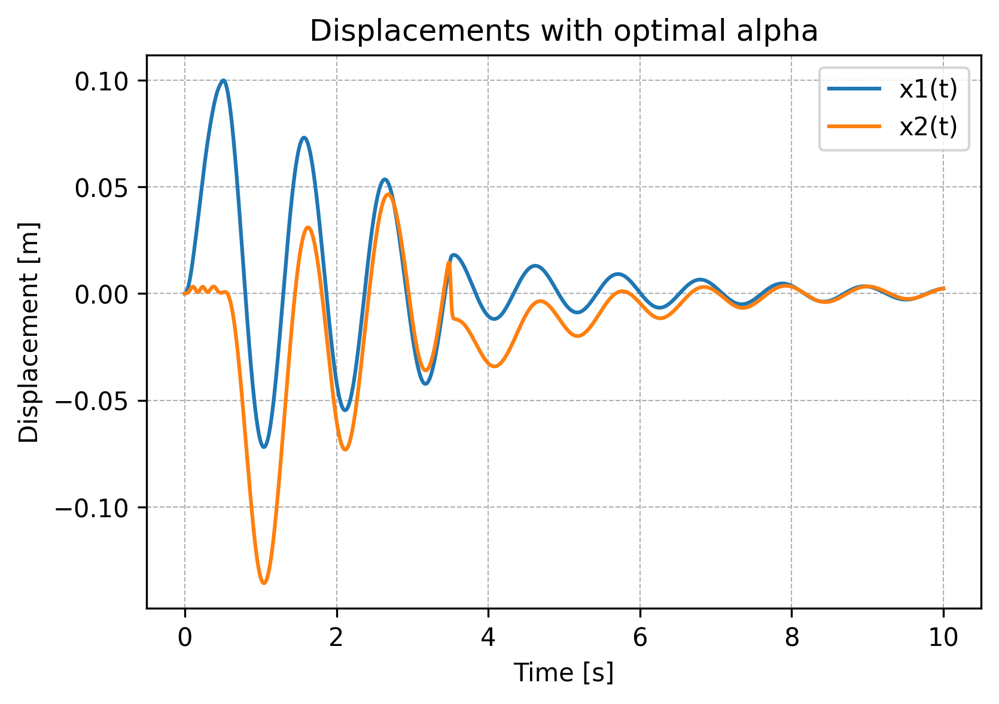 Displacements with optimal alpha
x1(t)
x2(t)
0.10
0.05
0.00
−0.05
−0.10
Displacement [m]
0 2 4 6 8 10
Time [s]